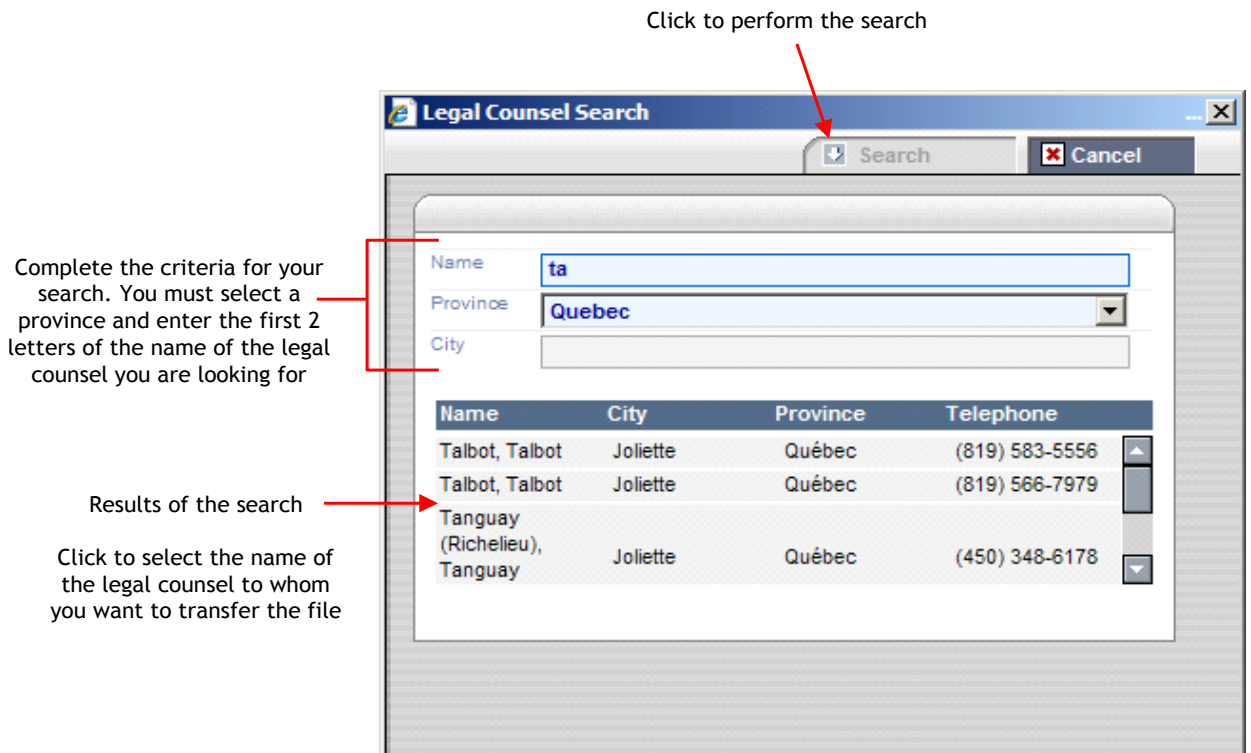 Click to perform the search
Legal Counsel Search
...
Search
Cancel
Complete the criteria for your
search. You must select a
province and enter the first 2
letters of the name of the legal
counsel you are looking for
Name
ta
Province
Quebec
City
Name City Province Telephone
Talbot, Talbot Joliette Québec (819) 583-5556
Talbot, Talbot Joliette Québec (819) 566-7979
Tanguay
(Richelieu),
Tanguay Joliette Québec (450) 348-6178
Results of the search
Click to select the name of
the legal counsel to whom
you want to transfer the file